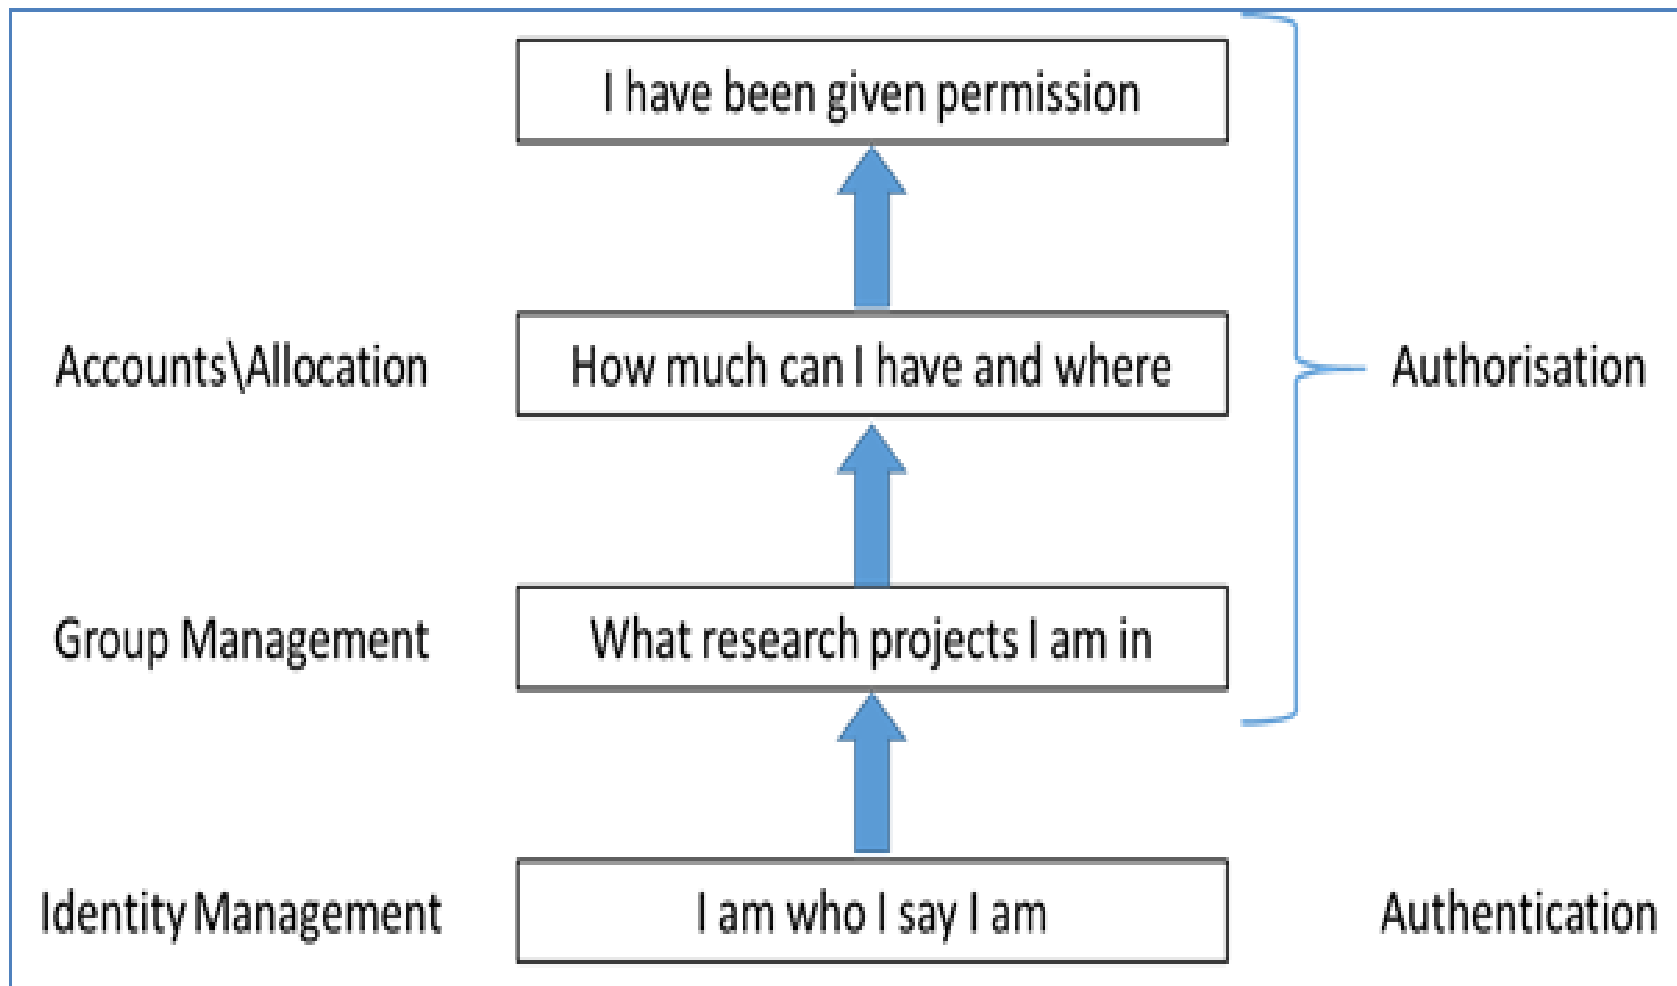 I have been given permission
Accounts\Allocation
How much can I have and where
Authorisation
Group Management
What research projects I am in
Identity Management
I am who I say I am
Authentication